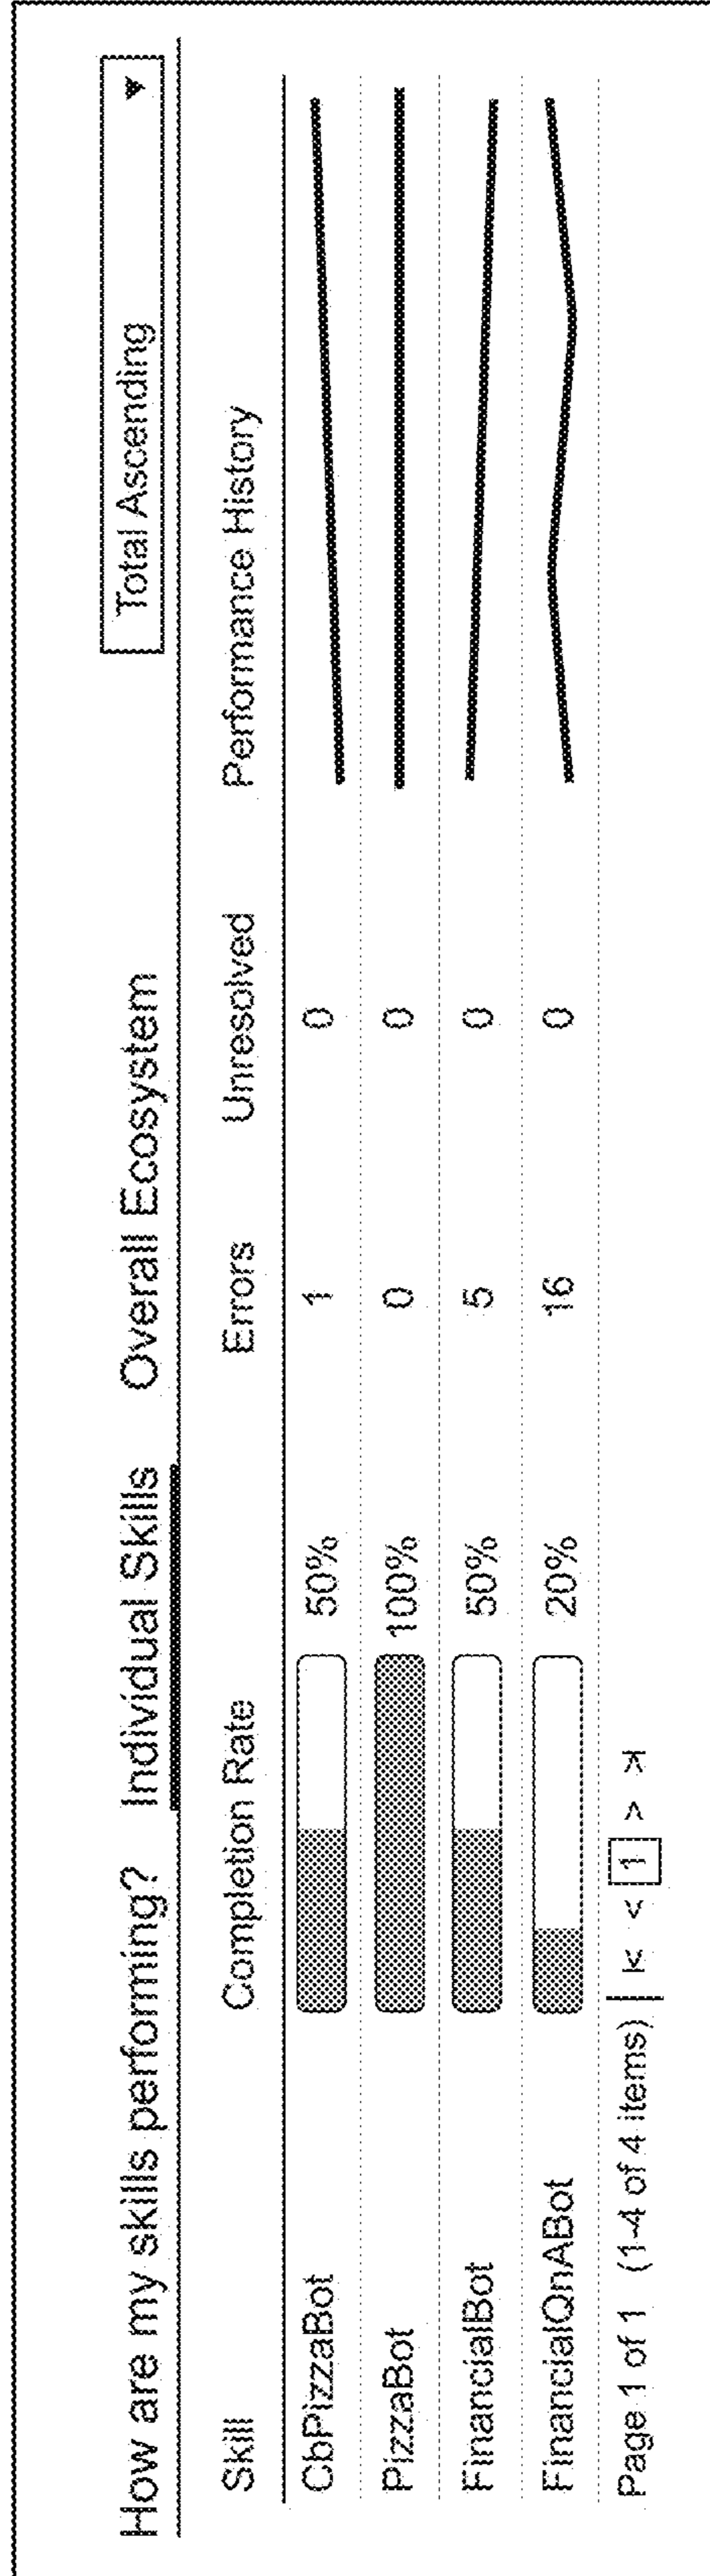 How are my skills performing? Individual Skills Overall Ecosystem Total Ascending ▼
Skill Completion Rate Errors Unresolved Performance History
CbPizzaBot 50% 1 0
PizzaBot 100% 0 0
FinancialBot 50% 5 0
FinancialQnABot 20% 16 0
Page 1 of 1 (1-4 of 4 items) | K < 1 > K